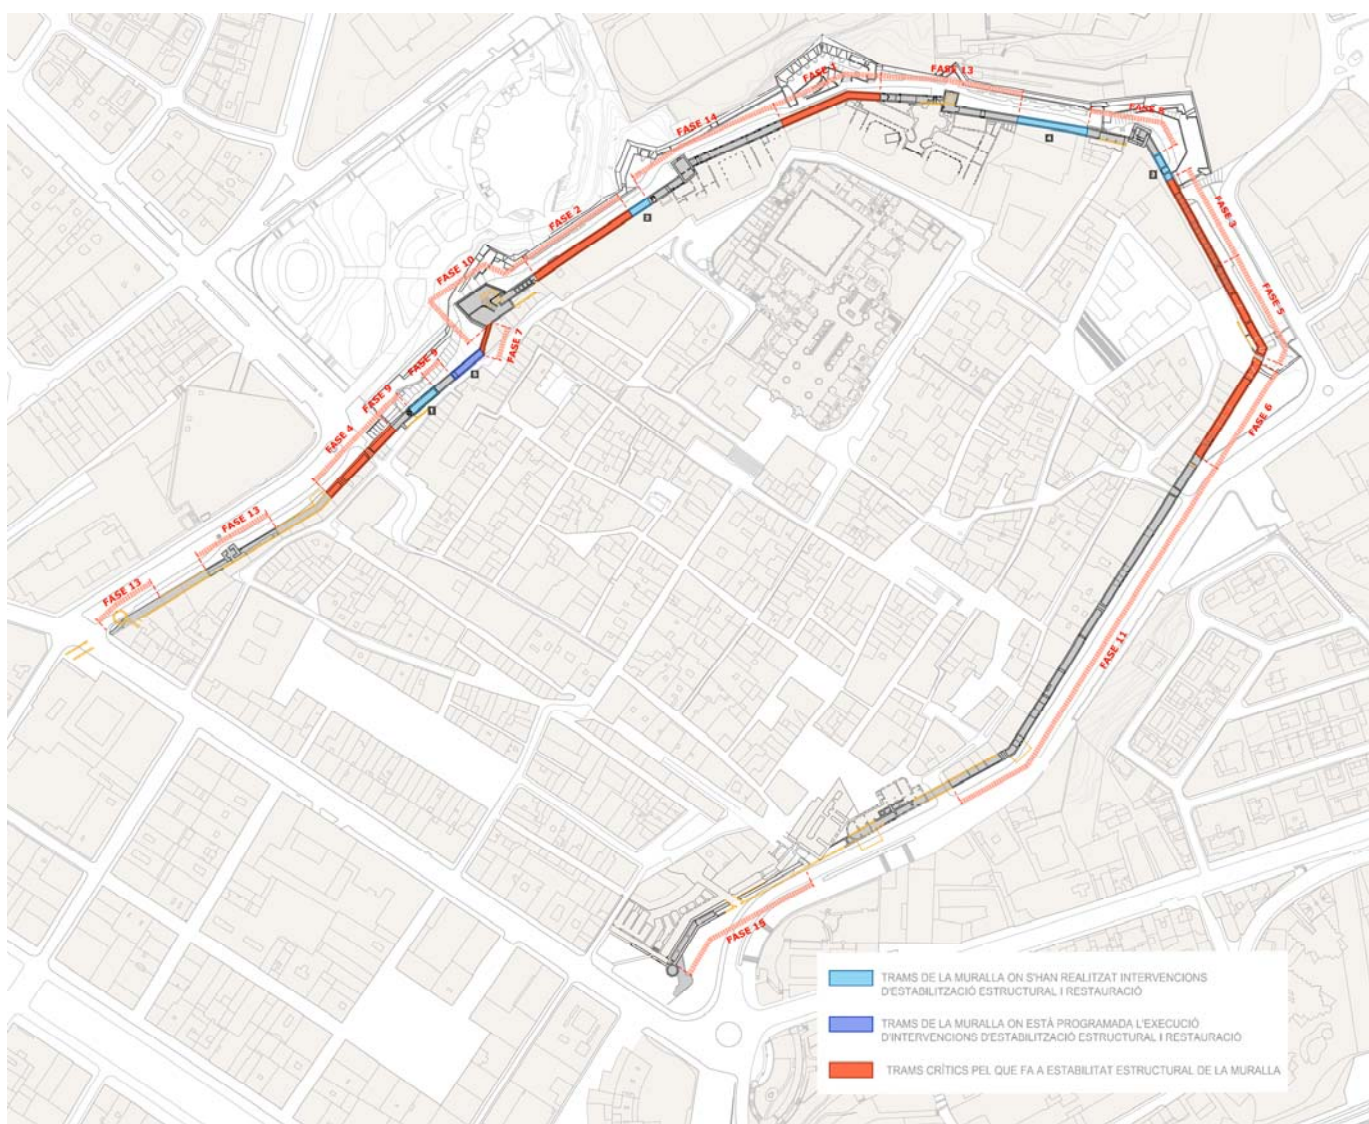 FASE 1
FASE 13
FASE 14
FASE 2
FASE 3
FASE 10
FASE 5
FASE 7
FASE 9
FASE 9
FASE 4
FASE 6
FASE 13
FASE 13
FASE 11
FASE 15
TRAMS DE LA MURALLA ON S'HAN REALITZAT INTERVENCIONS
D'ESTABILITZACIÓ ESTRUCTURAL I RESTAURACIÓ
TRAMS DE LA MURALLA ON ESTÀ PROGRAMADA L'EXECUCIÓ
D'INTERVENCIONS D'ESTABILITZACIÓ ESTRUCTURAL I RESTAURACIÓ
TRAMS CRÍTICS PEL QUE FA A ESTABILITAT ESTRUCTURAL DE LA MURALLA